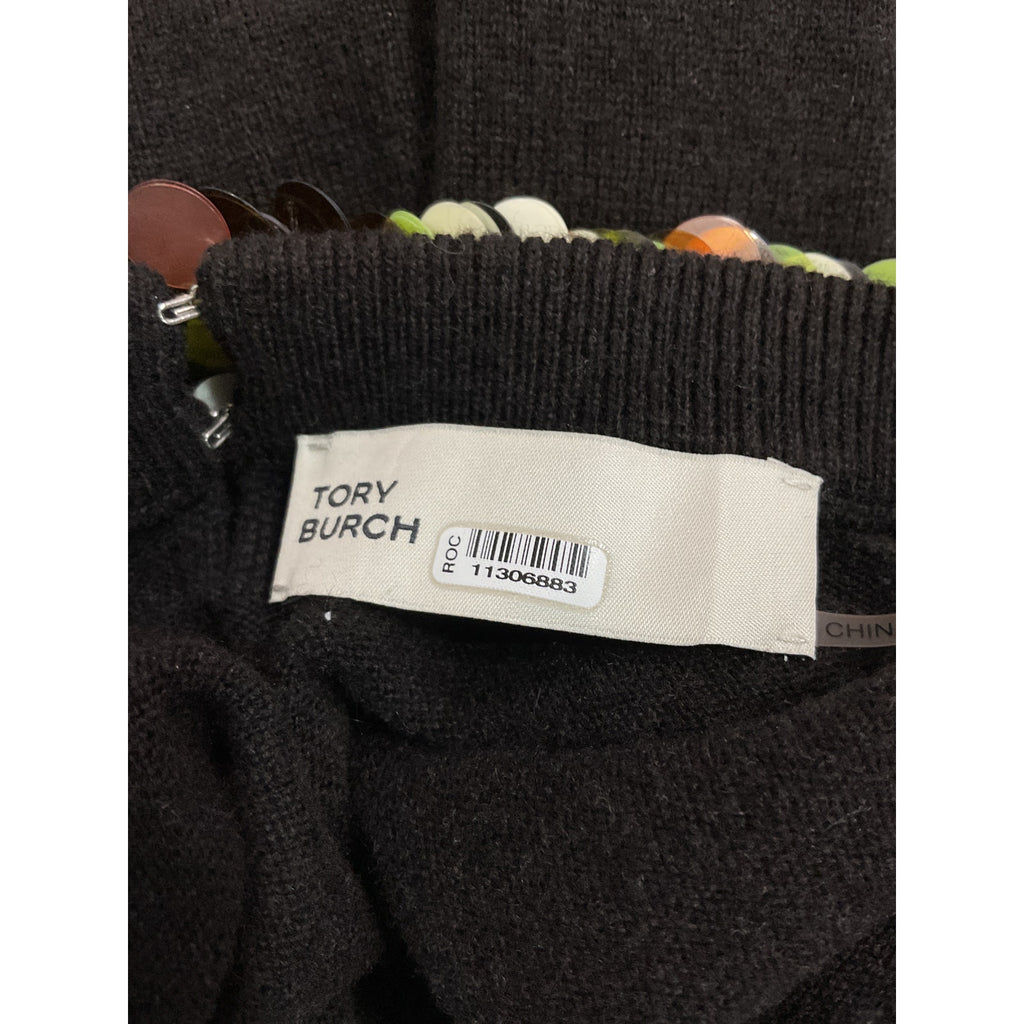 TORY
BURCH
ROC
11306883
CHIN